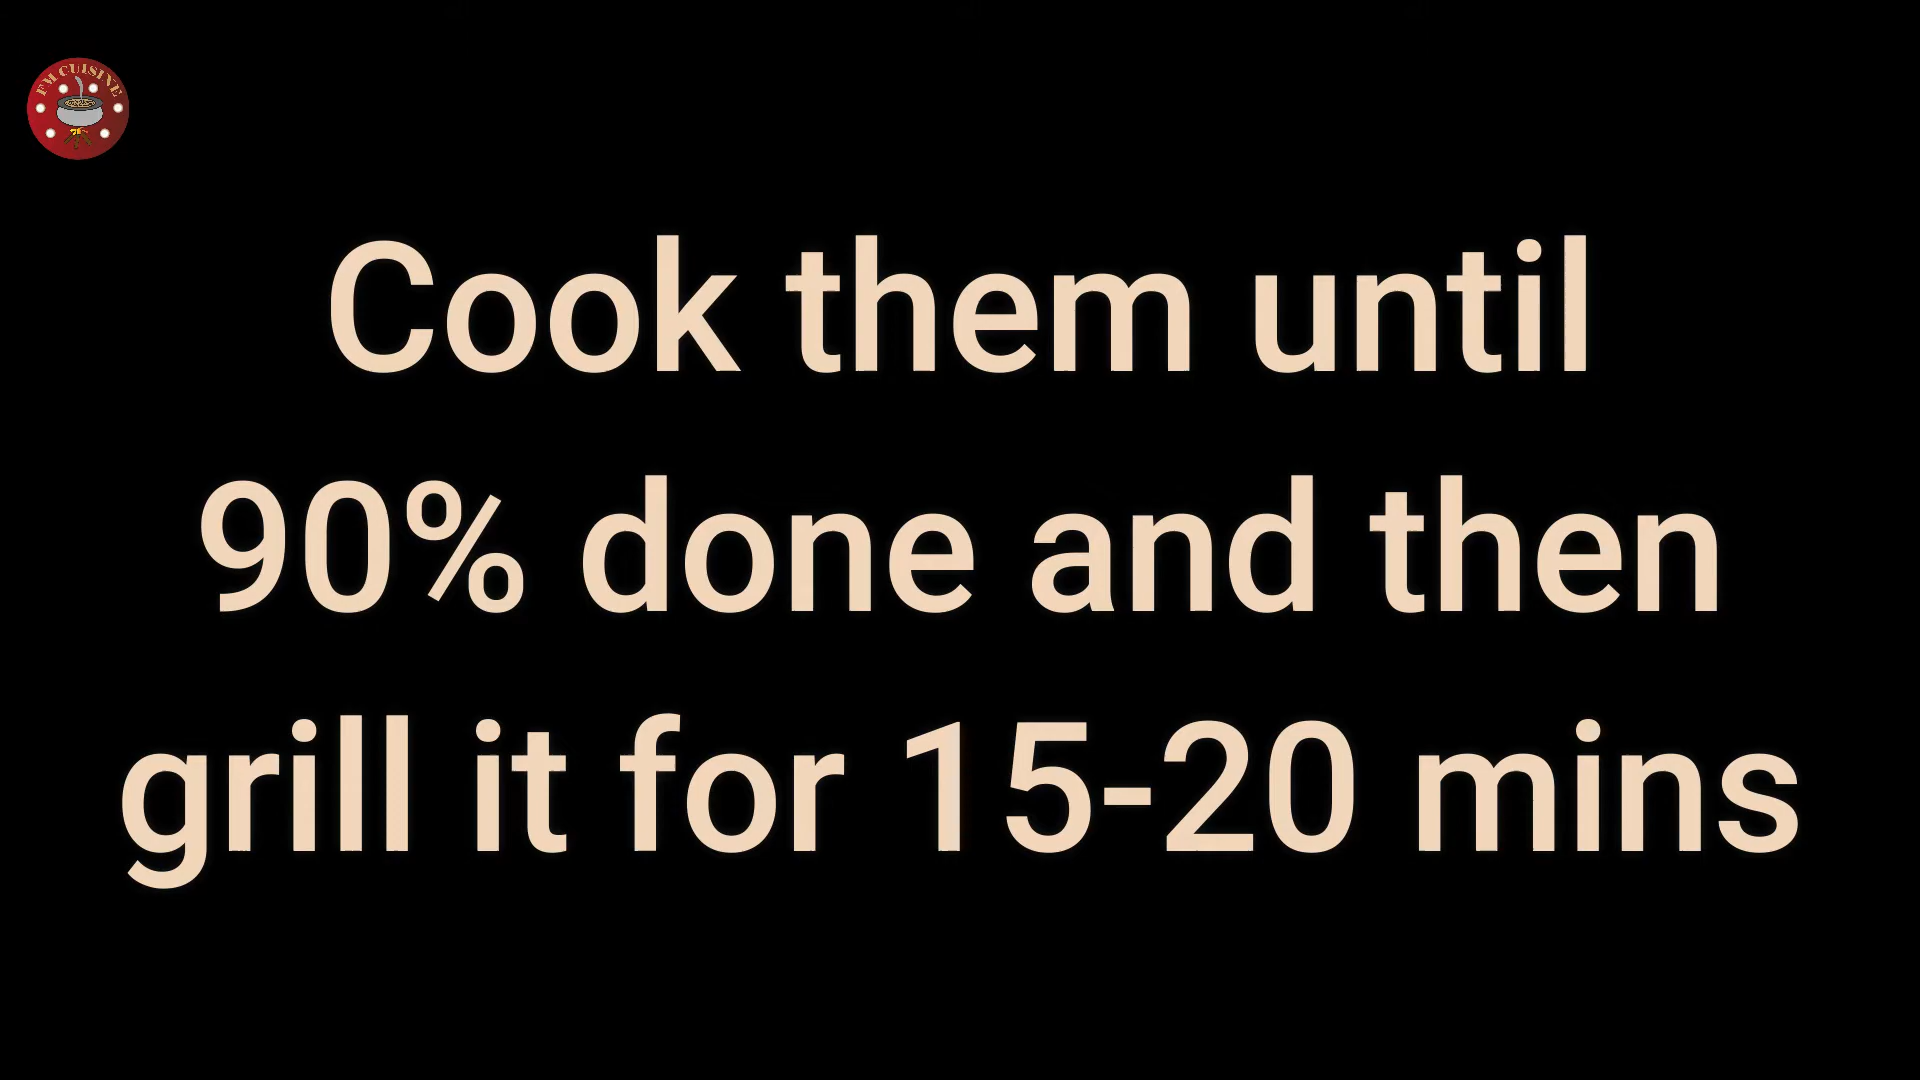 FM CUISINE
Cook them until
90% done and then
grill it for 15-20 mins